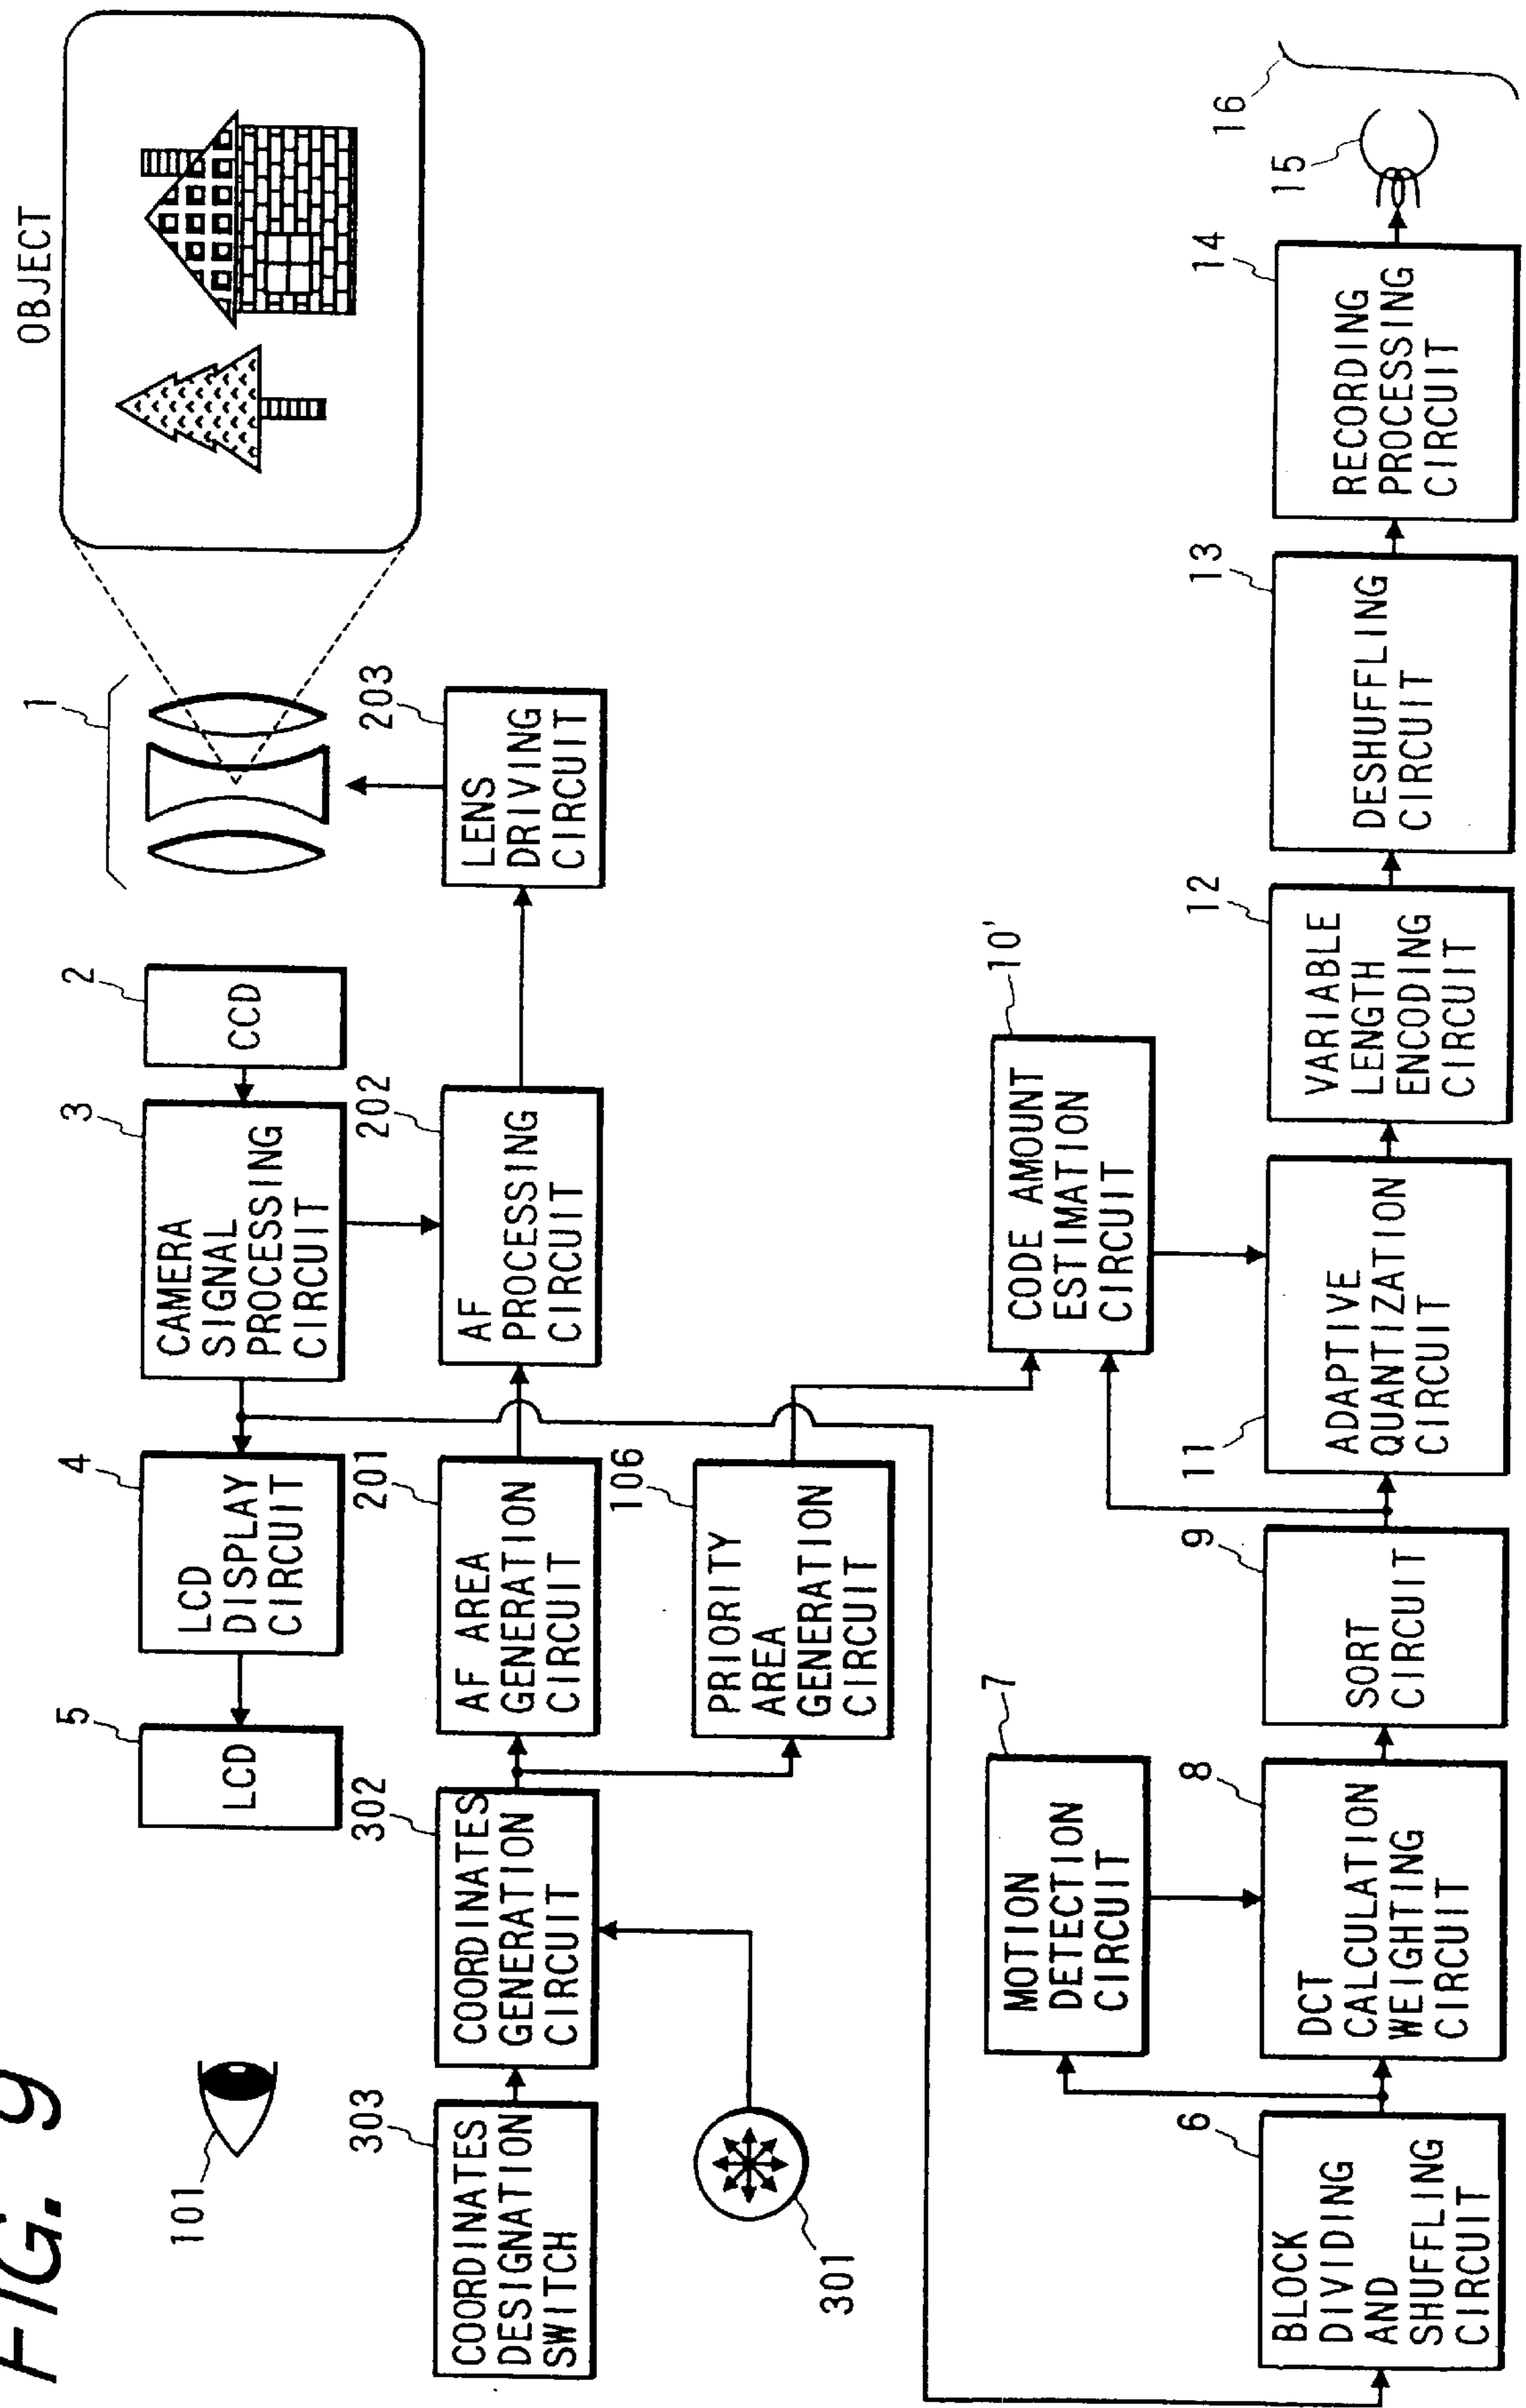 FIG. 9
OBJECT
1
2
CCD
3
CAMERA
SIGNAL
PROCESSING
CIRCUIT
4
LCD
DISPLAY
CIRCUIT
5
LCD
101
203
LENS
DRIVING
CIRCUIT
202
AF
PROCESSING
CIRCUIT
201
AF AREA
GENERATION
CIRCUIT
302
COORDINATES
GENERATION
CIRCUIT
303
COORDINATES
DESIGNATION
SWITCH
106
PRIORITY
AREA
GENERATION
CIRCUIT
301
10'
CODE AMOUNT
ESTIMATION
CIRCUIT
7
MOTION
DETECTION
CIRCUIT
6
BLOCK
DIVIDING
AND
SHUFFLING
CIRCUIT
8
DCT
CALCULATION
WEIGHTING
CIRCUIT
9
SORT
CIRCUIT
11
ADAPTIVE
QUANTIZATION
CIRCUIT
12
VARIABLE
LENGTH
ENCODING
CIRCUIT
13
DESHUFFLING
CIRCUIT
14
RECORDING
PROCESSING
CIRCUIT
15
16